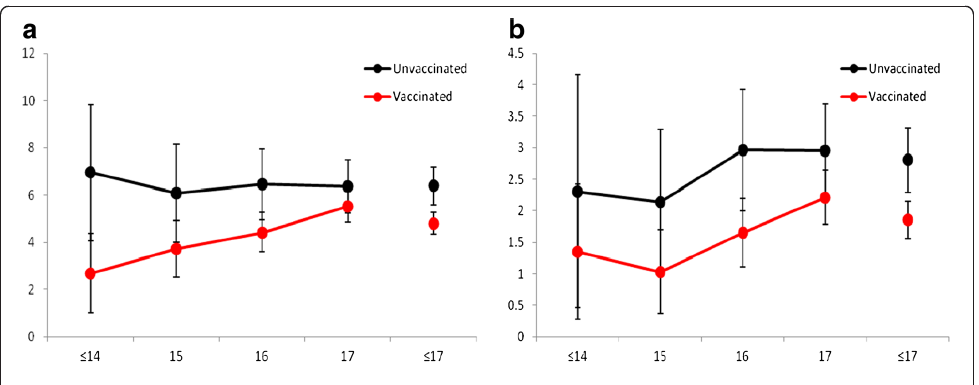 a
12
10
8
6
4
2
0
Unvaccinated
Vaccinated
≤14 15 16 17 ≤17
b
4.5
4
3.5
3
2.5
2
1.5
1
0.5
0
Unvaccinated
Vaccinated
≤14 15 16 17 ≤17